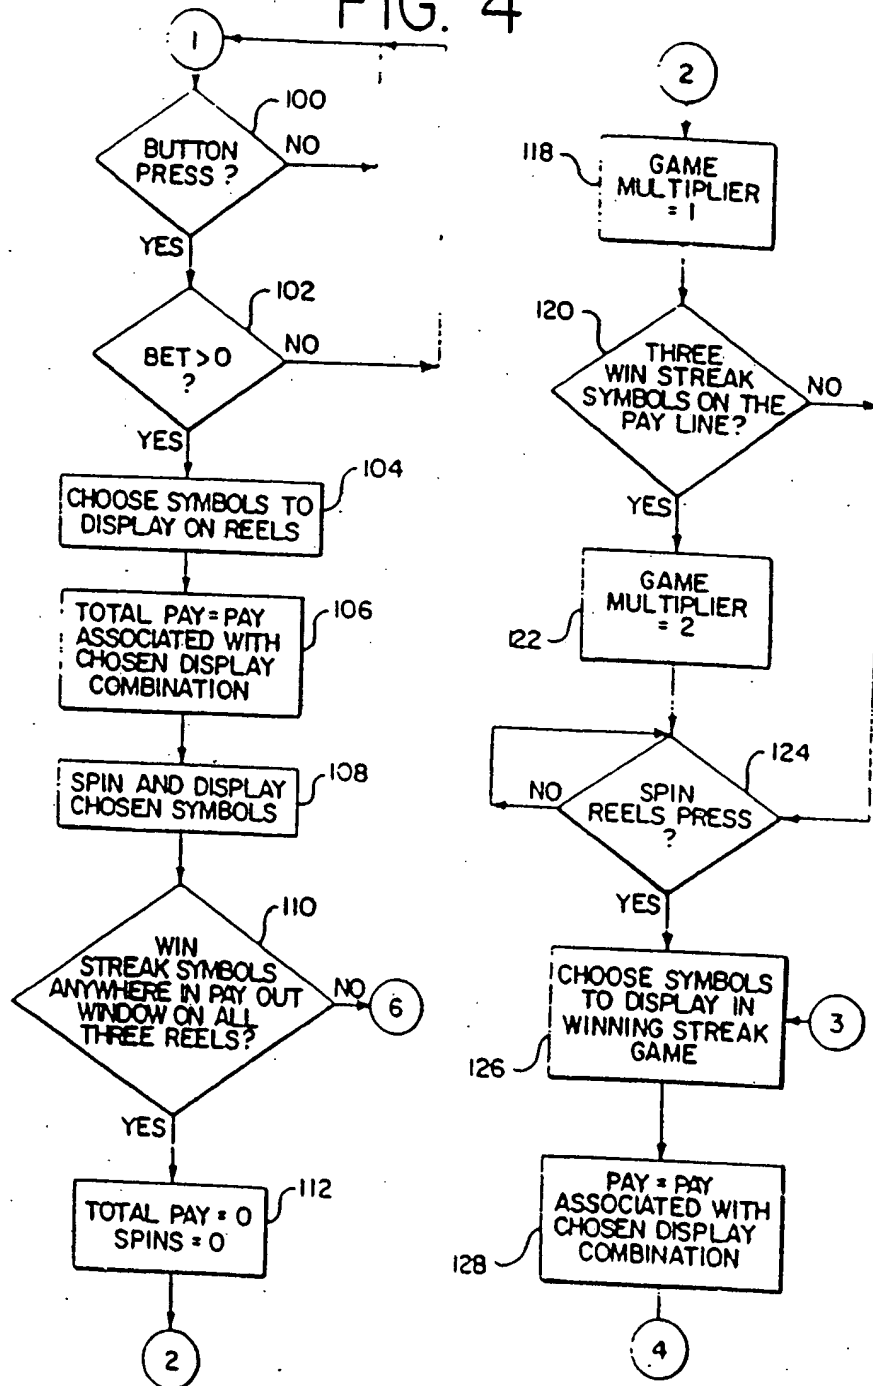 FIG. 4
1
100
BUTTON
PRESS ?
NO
YES
102
BET > 0
?
NO
YES
104
CHOOSE SYMBOLS TO
DISPLAY ON REELS
106
TOTAL PAY = PAY
ASSOCIATED WITH
CHOSEN DISPLAY
COMBINATION
108
SPIN AND DISPLAY
CHOSEN SYMBOLS
110
WIN
STREAK SYMBOLS
ANYWHERE IN PAY OUT
WINDOW ON ALL
THREE REELS?
NO
6
YES
112
TOTAL PAY = 0
SPINS = 0
2
2
118
GAME
MULTIPLIER
= 1
120
THREE
WIN STREAK
SYMBOLS ON THE
PAY LINE?
NO
YES
GAME
MULTIPLIER
= 2
122
124
SPIN
REELS PRESS
?
NO
YES
CHOOSE SYMBOLS
TO DISPLAY IN
WINNING STREAK
GAME
3
126
PAY = PAY
ASSOCIATED WITH
CHOSEN DISPLAY
COMBINATION
128
4